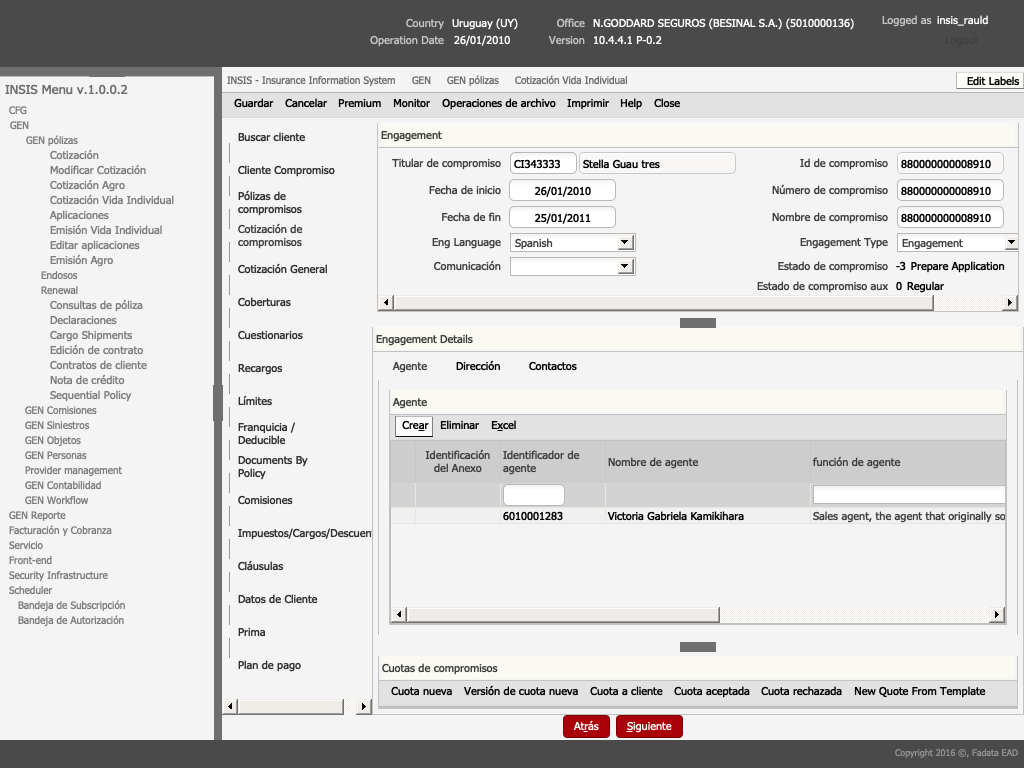 Country Uruguay (UY) Office N.GODDARD SEGUROS (BESINAL S.A.) (5010000136) Logged as insis_rauld
Operation Date 26/01/2010 Version 10.4.4.1 P-0.2 Logout
INSIS Menu v.1.0.0.2
CFG
GEN
GEN pólizas
Cotización
Modificar Cotización
Cotización Agro
Cotización Vida Individual
Aplicaciones
Emisión Vida Individual
Editar aplicaciones
Emisión Agro
Endosos
Renewal
Consultas de póliza
Declaraciones
Cargo Shipments
Edición de contrato
Contratos de cliente
Nota de crédito
Sequential Policy
GEN Comisiones
GEN Siniestros
GEN Objetos
GEN Personas
Provider management
GEN Contabilidad
GEN Workflow
GEN Reporte
Facturación y Cobranza
Servicio
Front-end
Security Infrastructure
Scheduler
Bandeja de Subscripción
Bandeja de Autorización
INSIS - Insurance Information System GEN GEN pólizas Cotización Vida Individual
Edit Labels
Guardar Cancelar Premium Monitor Operaciones de archivo Imprimir Help Close
Buscar cliente
Cliente Compromiso
Pólizas de
compromisos
Cotización de
compromisos
Cotización General
Coberturas
Cuestionarios
Recargos
Límites
Franquicia /
Deducible
Documents By
Policy
Comisiones
Impuestos/Cargos/Descuen
Cláusulas
Datos de Cliente
Prima
Plan de pago
Engagement
Titular de compromiso CI343333 Stella Guau tres Id de compromiso 880000000008910
Fecha de inicio 26/01/2010 Número de compromiso 880000000008910
Fecha de fin 25/01/2011 Nombre de compromiso 880000000008910
Eng Language Spanish Engagement Type Engagement
Comunicación Estado de compromiso -3 Prepare Application
Estado de compromiso aux 0 Regular
Engagement Details
Agente Dirección Contactos
Agente
Crear Eliminar Excel
Identificación
del Anexo
Identificador de
agente
Nombre de agente
función de agente
6010001283 Victoria Gabriela Kamikihara Sales agent, the agent that originally so
Cuotas de compromisos
Cuota nueva Versión de cuota nueva Cuota a cliente Cuota aceptada Cuota rechazada New Quote From Template
Atrás Siguiente
Copyright 2016 ©, Fadata EAD